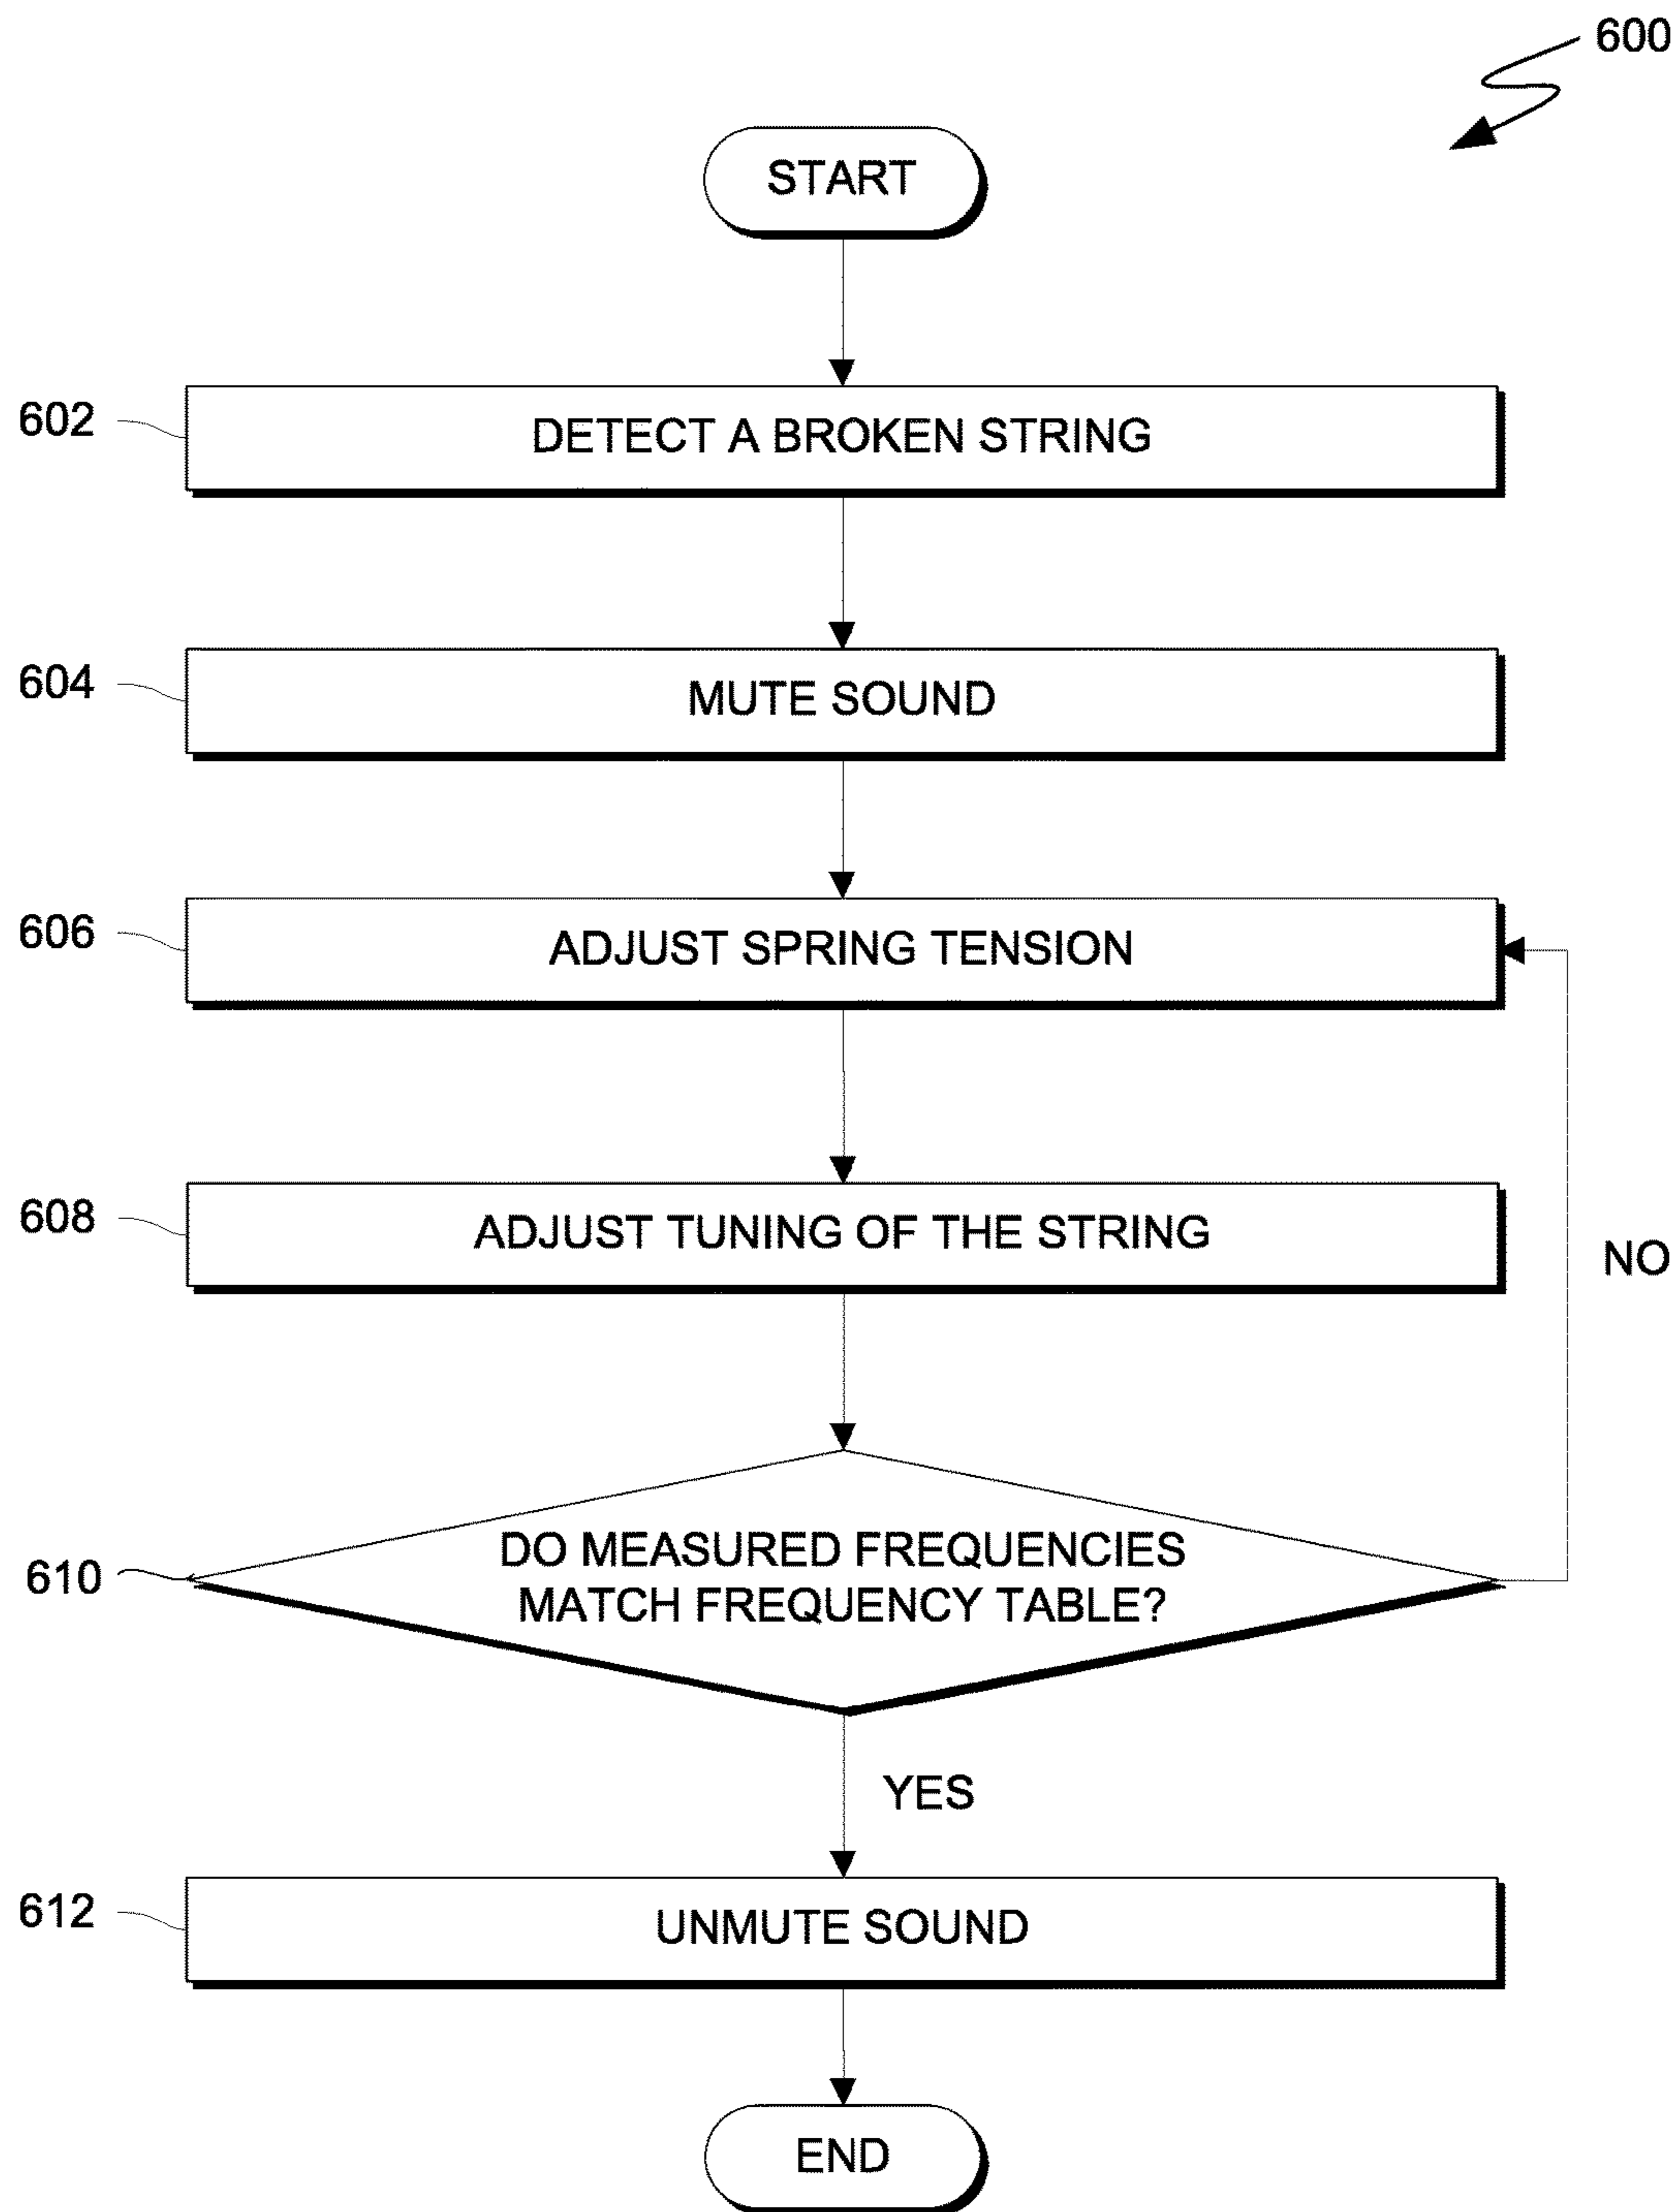 600
START
602
DETECT A BROKEN STRING
604
MUTE SOUND
606
ADJUST SPRING TENSION
608
ADJUST TUNING OF THE STRING
NO
610
DO MEASURED FREQUENCIES
MATCH FREQUENCY TABLE?
YES
612
UNMUTE SOUND
END